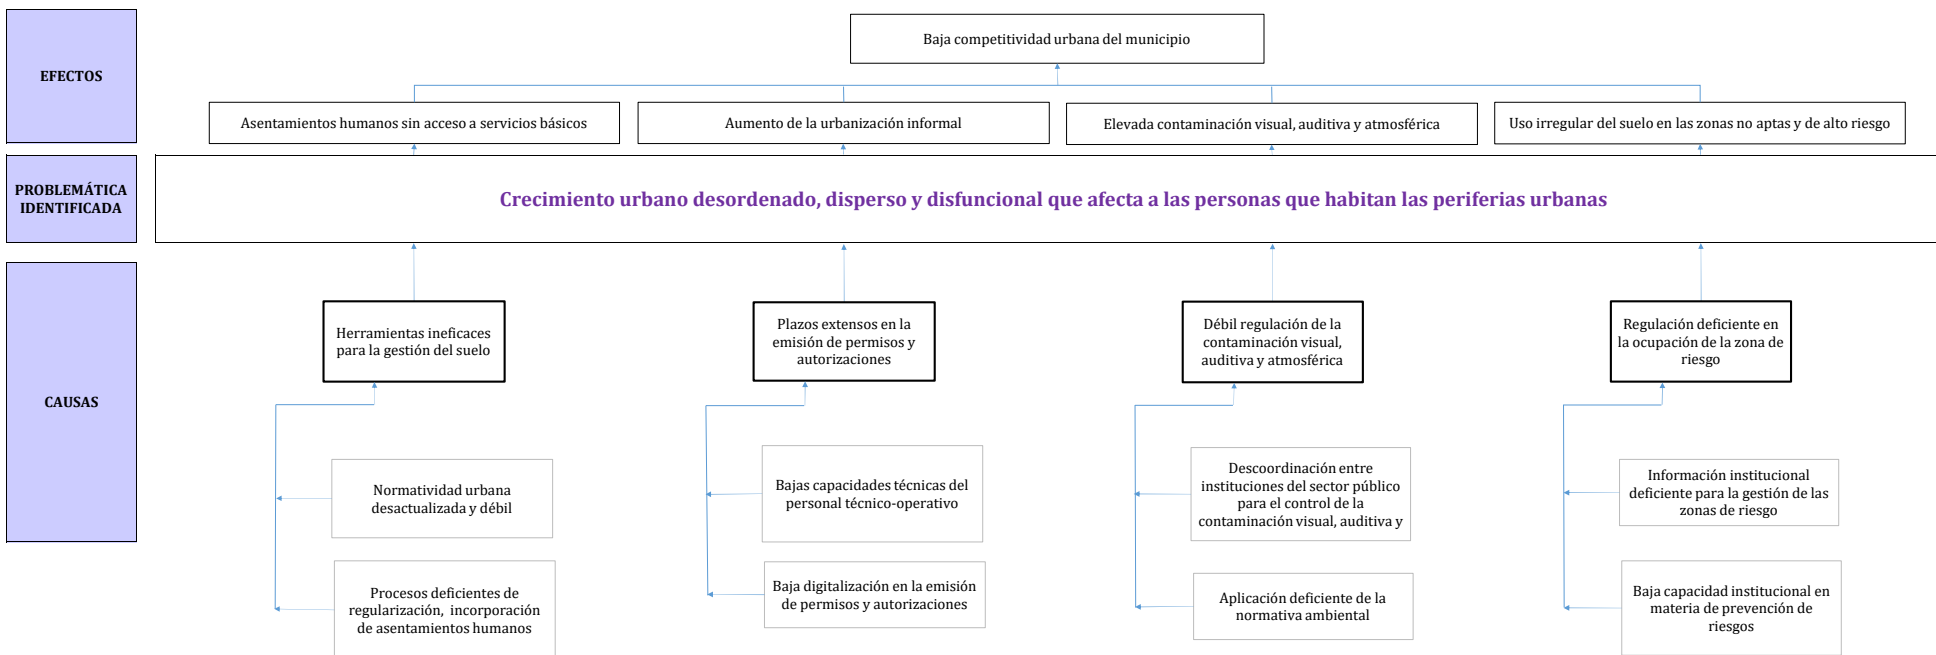 EFECTOS
Baja competitividad urbana del municipio
Asentamientos humanos sin acceso a servicios básicos
Aumento de la urbanización informal
Elevada contaminación visual, auditiva y atmosférica
Uso irregular del suelo en las zonas no aptas y de alto riesgo
PROBLEMÁTICA
IDENTIFICADA
Crecimiento urbano desordenado, disperso y disfuncional que afecta a las personas que habitan las periferias urbanas
CAUSAS
Herramientas ineficaces
para la gestión del suelo
Plazos extensos en la
emisión de permisos y
autorizaciones
Débil regulación de la
contaminación visual,
auditiva y atmosférica
Regulación deficiente en
la ocupación de la zona de
riesgo
Normatividad urbana
desactualizada y débil
Bajas capacidades técnicas del
personal técnico-operativo
Descoordinación entre
instituciones del sector público
para el control de la
contaminación visual, auditiva y
Información institucional
deficiente para la gestión de las
zonas de riesgo
Procesos deficientes de
regularización, incorporación
de asentamientos humanos
Baja digitalización en la emisión
de permisos y autorizaciones
Aplicación deficiente de la
normativa ambiental
Baja capacidad institucional en
materia de prevención de
riesgos